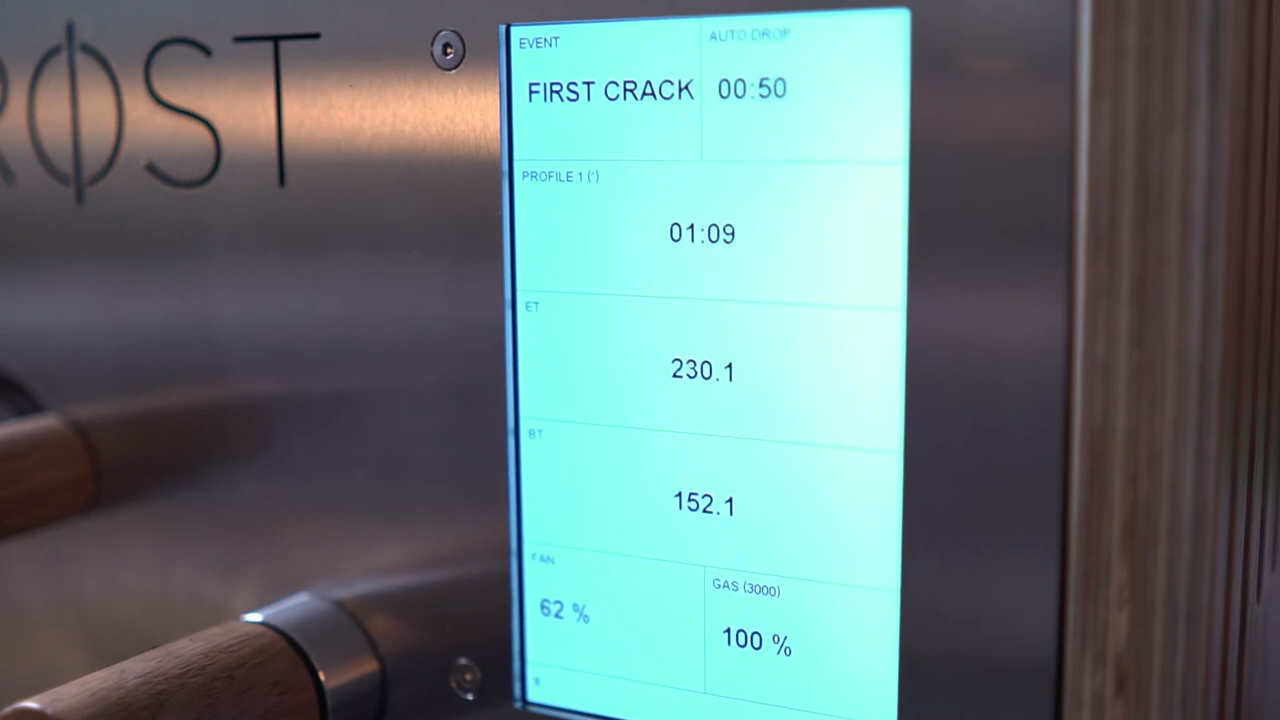 RØST
EVENT
AUTO DROP
FIRST CRACK
00:50
PROFILE 1 (*)
01:09
ET
230.1
BT
152.1
FAN
62 %
GAS (3000)
100 %